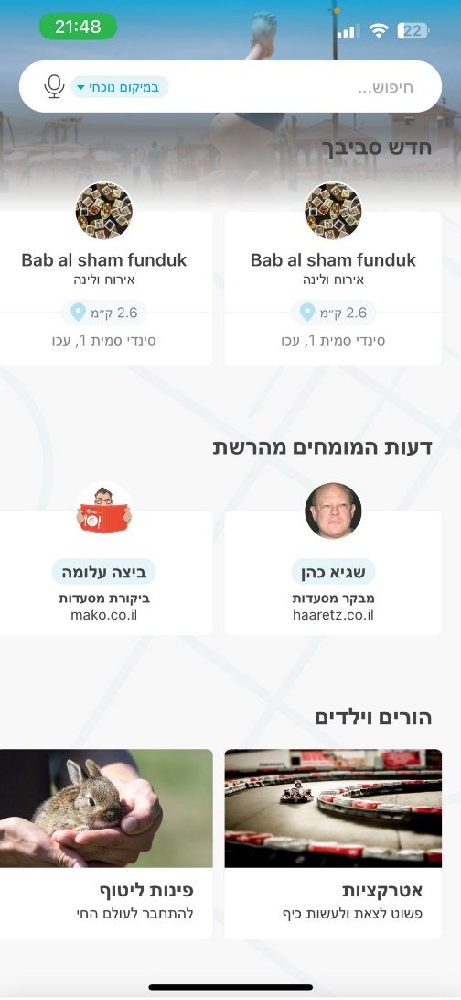 21:48
22
חיפוש...
במיקום נוכחי
חדש סביבך
Bab al sham funduk
אירוח ולינה
2.6 ק״מ
סינדי סמית 1, עכו
Bab al sham funduk
אירוח ולינה
2.6 ק״מ
סינדי סמית 1, עכו
דעות המומחים מהרשת
שגיא כהן
מבקר מסעדות
haaretz.co.il
ביצה עלומה
ביקורת מסעדות
mako.co.il
הורים וילדים
אטרקציות
פשוט לצאת ולעשות כיף
פינות ליטוף
להתחבר לעולם החי